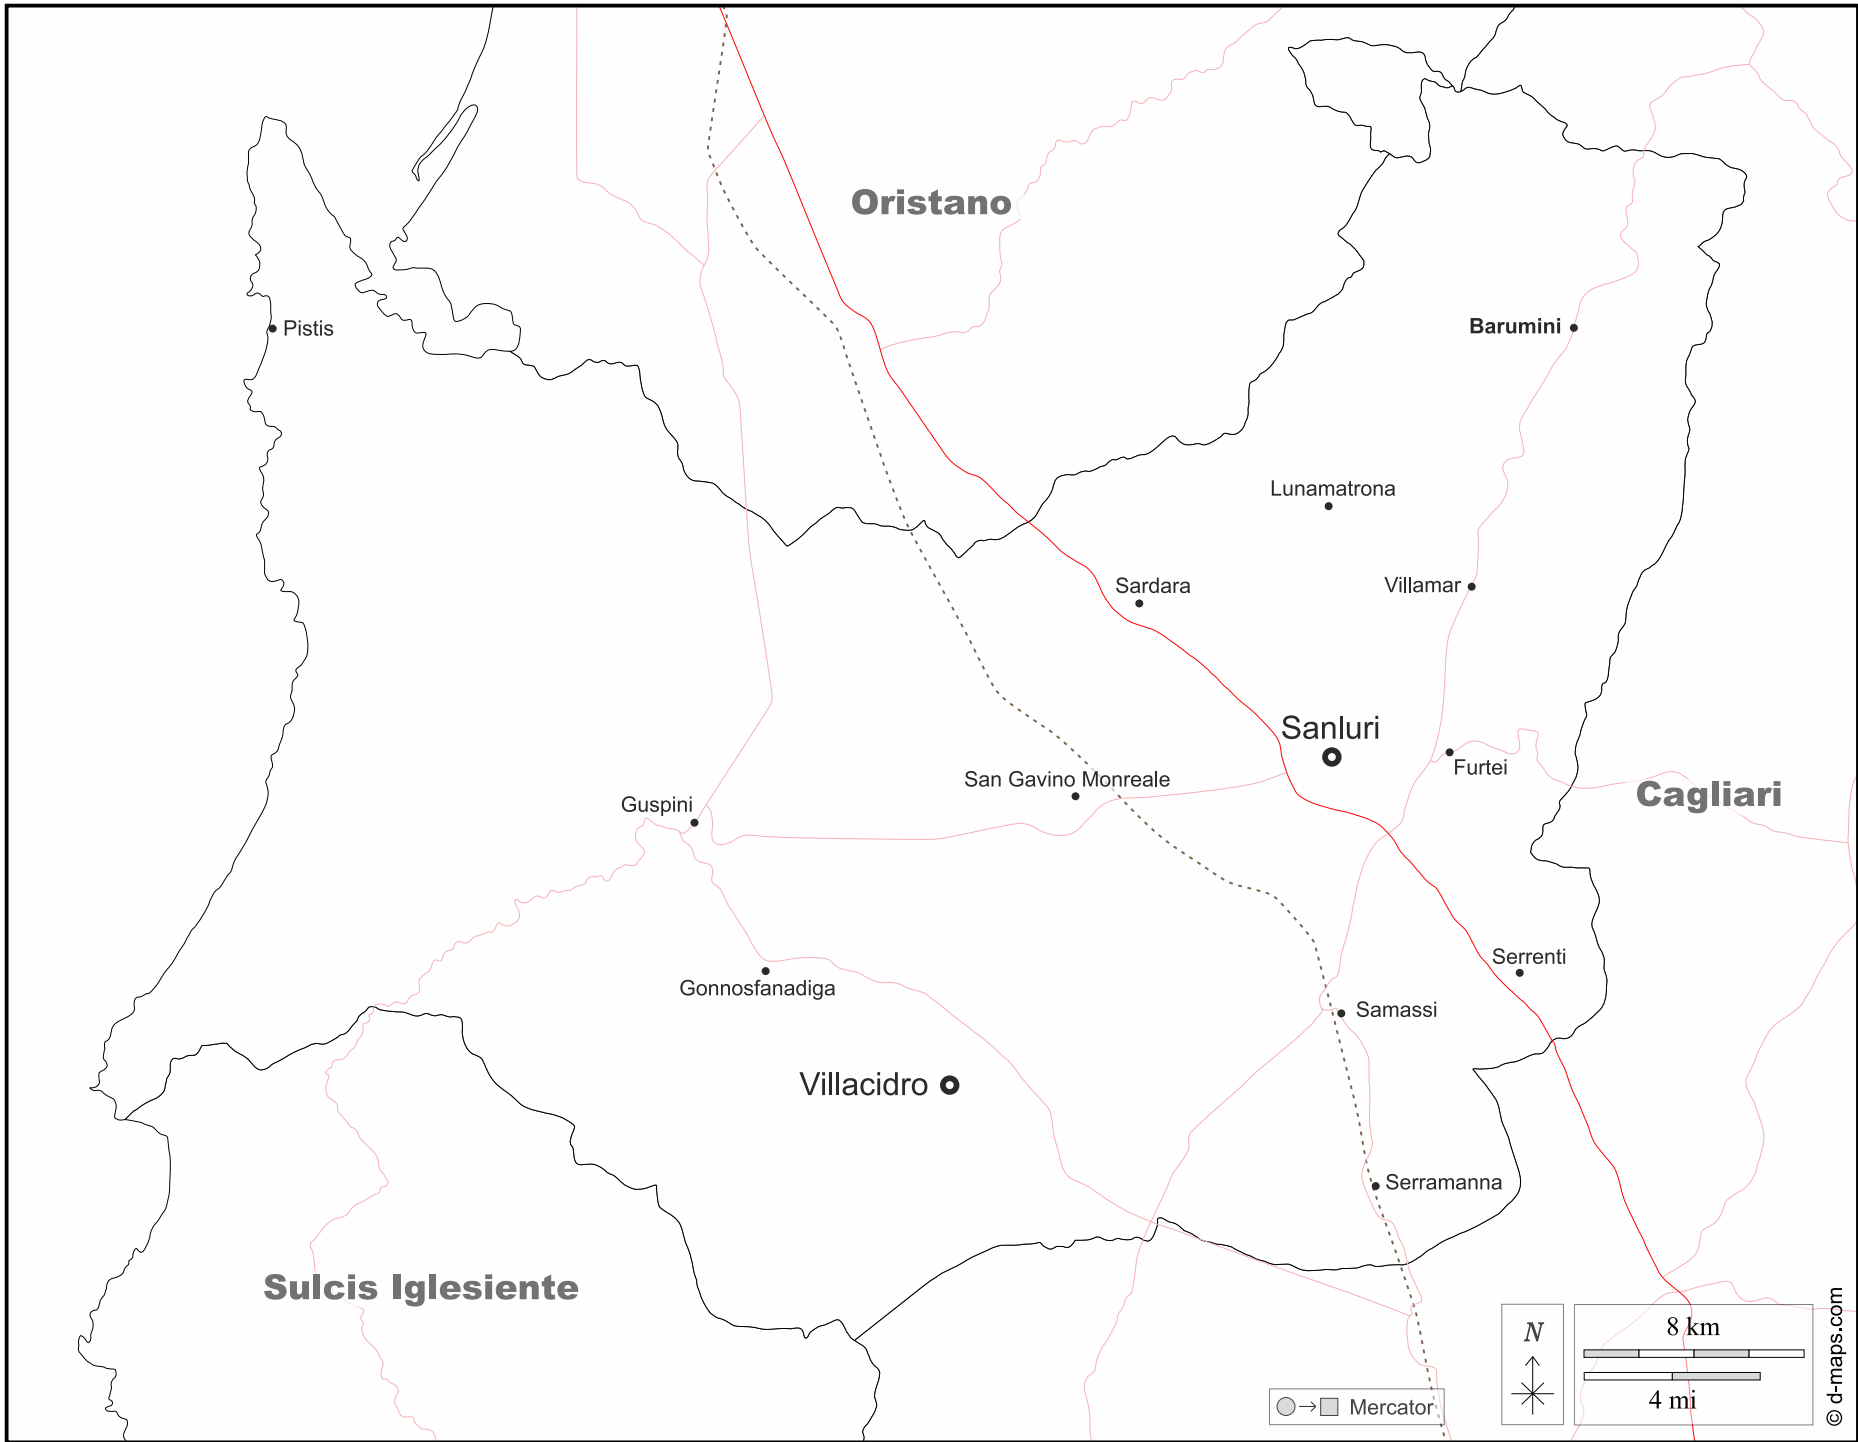 Oristano
Pistis
Barumini
Lunamatrona
Sardara
Villamar
Sanluri
San Gavino Monreale
Furtei
Cagliari
Guspini
Serrenti
Gonnosfanadiga
Samassi
Villacidro
Serramanna
Sulcis Iglesiente
N
8 km
4 mi
Mercator
© d-maps.com